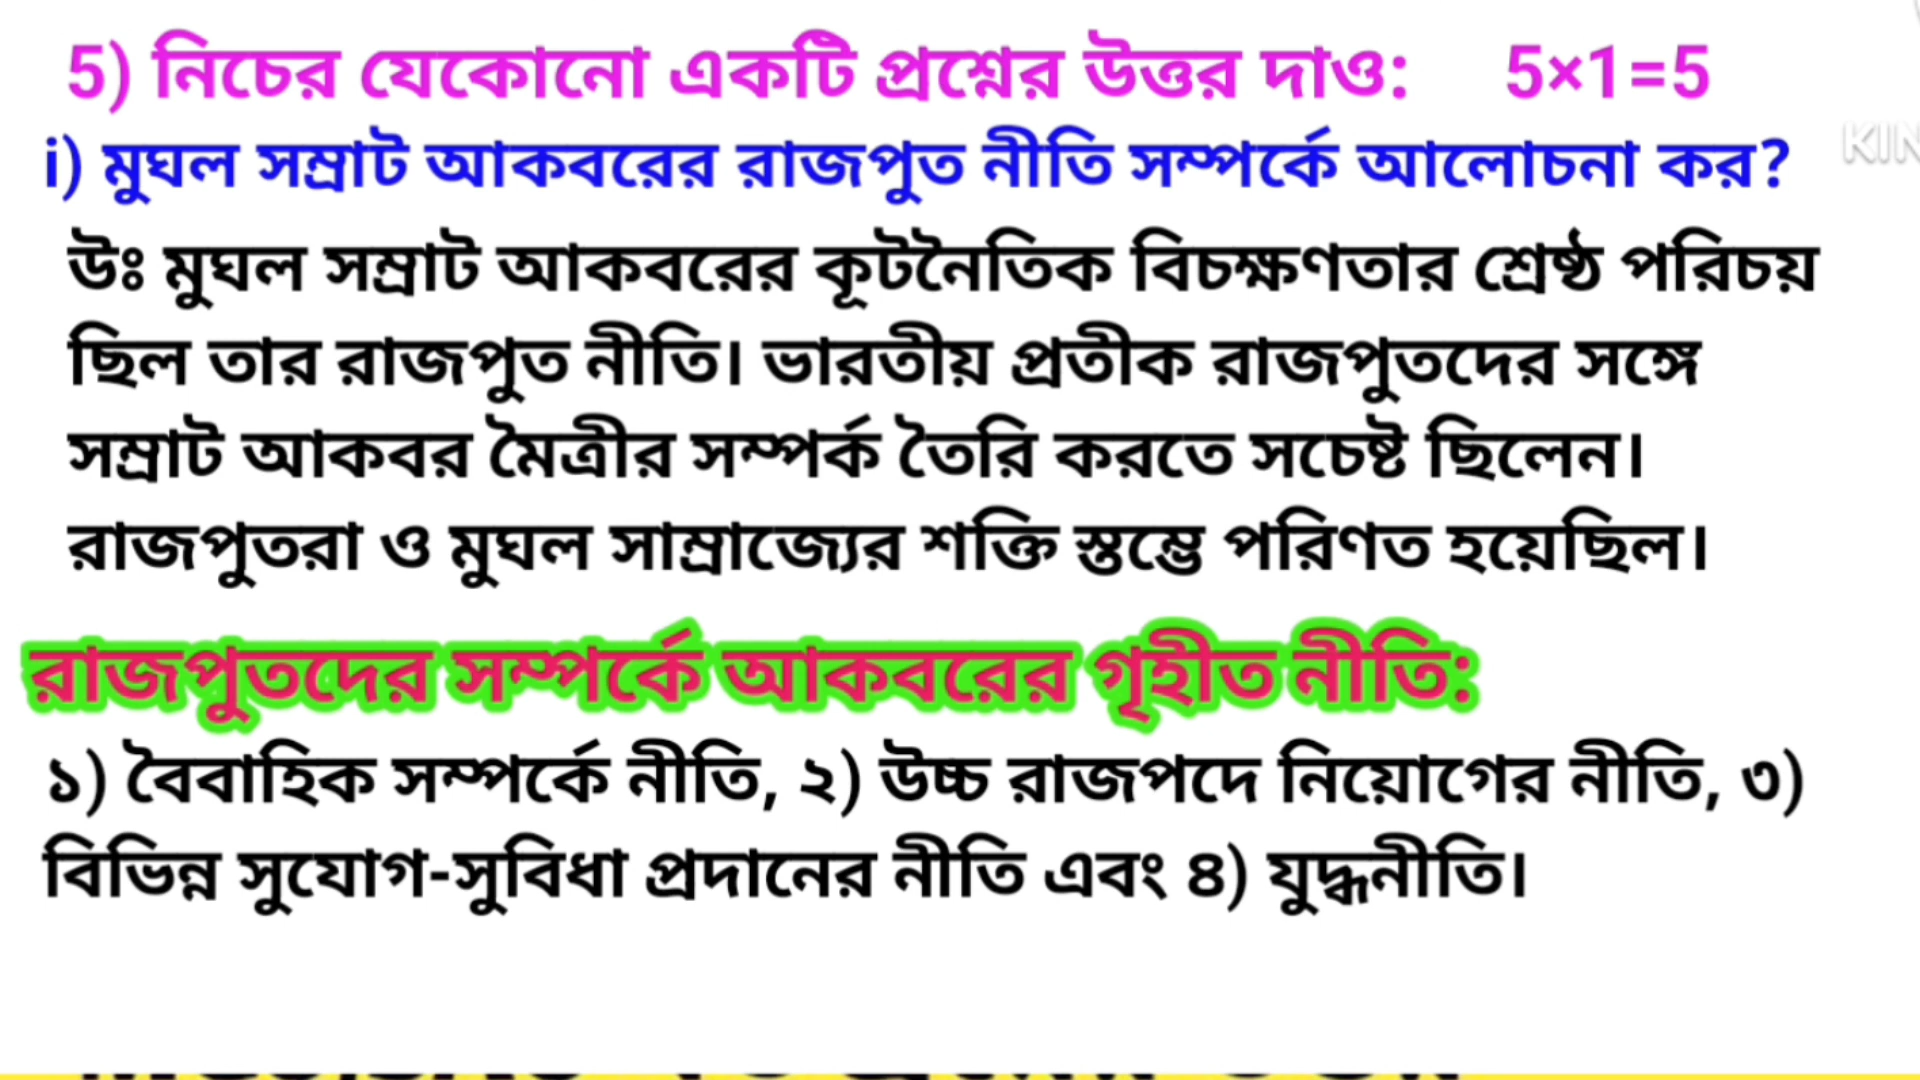 5) নিচের যেকোনো একটি প্রশ্নের উত্তর দাও: 5×1=5
i) মুঘল সম্রাট আকবরের রাজপুত নীতি সম্পর্কে আলোচনা কর?
KIN
উঃ মুঘল সম্রাট আকবরের কূটনৈতিক বিচক্ষণতার শ্রেষ্ঠ পরিচয়
ছিল তার রাজপুত নীতি। ভারতীয় প্রতীক রাজপুতদের সঙ্গে
সম্রাট আকবর মৈত্রীর সম্পর্ক তৈরি করতে সচেষ্ট ছিলেন।
রাজপুতরা ও মুঘল সাম্রাজ্যের শক্তি স্তম্ভে পরিণত হয়েছিল।
রাজপুতদের সম্পর্কে আকবরের গৃহীত নীতি:
১) বৈবাহিক সম্পর্কে নীতি, ২) উচ্চ রাজপদে নিয়োগের নীতি, ৩)
বিভিন্ন সুযোগ-সুবিধা প্রদানের নীতি এবং ৪) যুদ্ধনীতি।